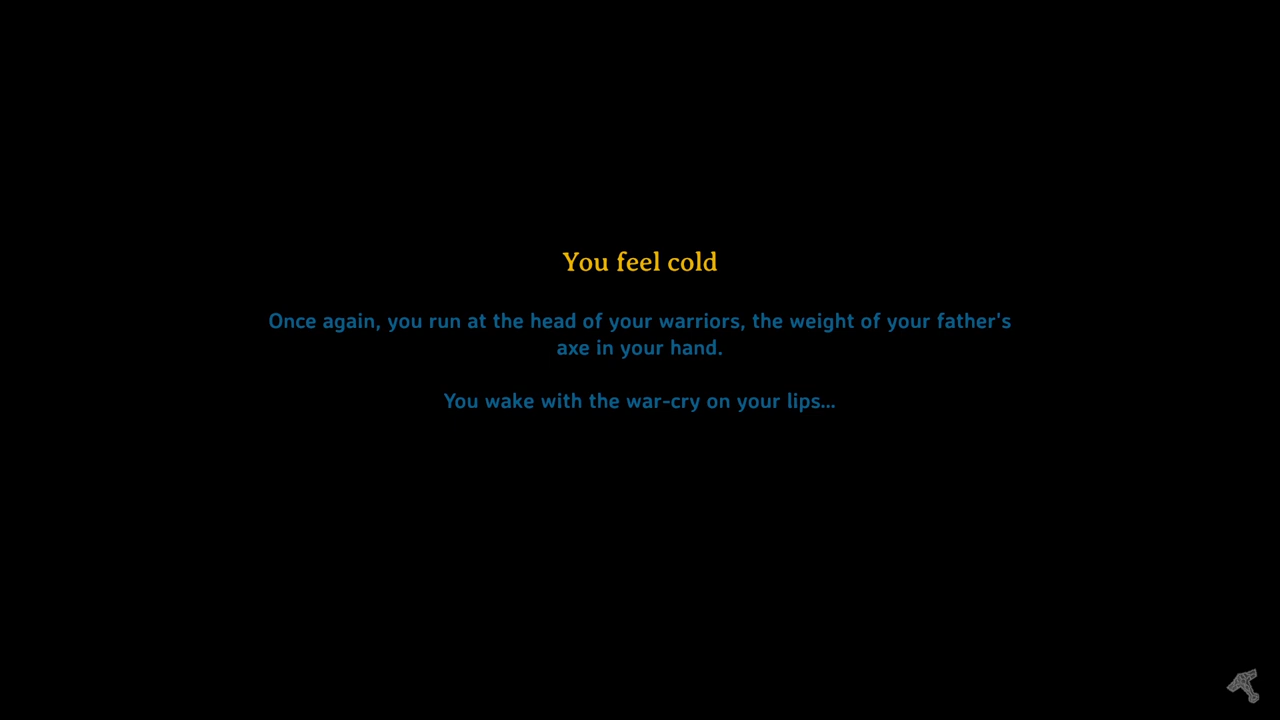 You feel cold
Once again, you run at the head of your warriors, the weight of your father's
axe in your hand.
You wake with the war-cry on your lips...